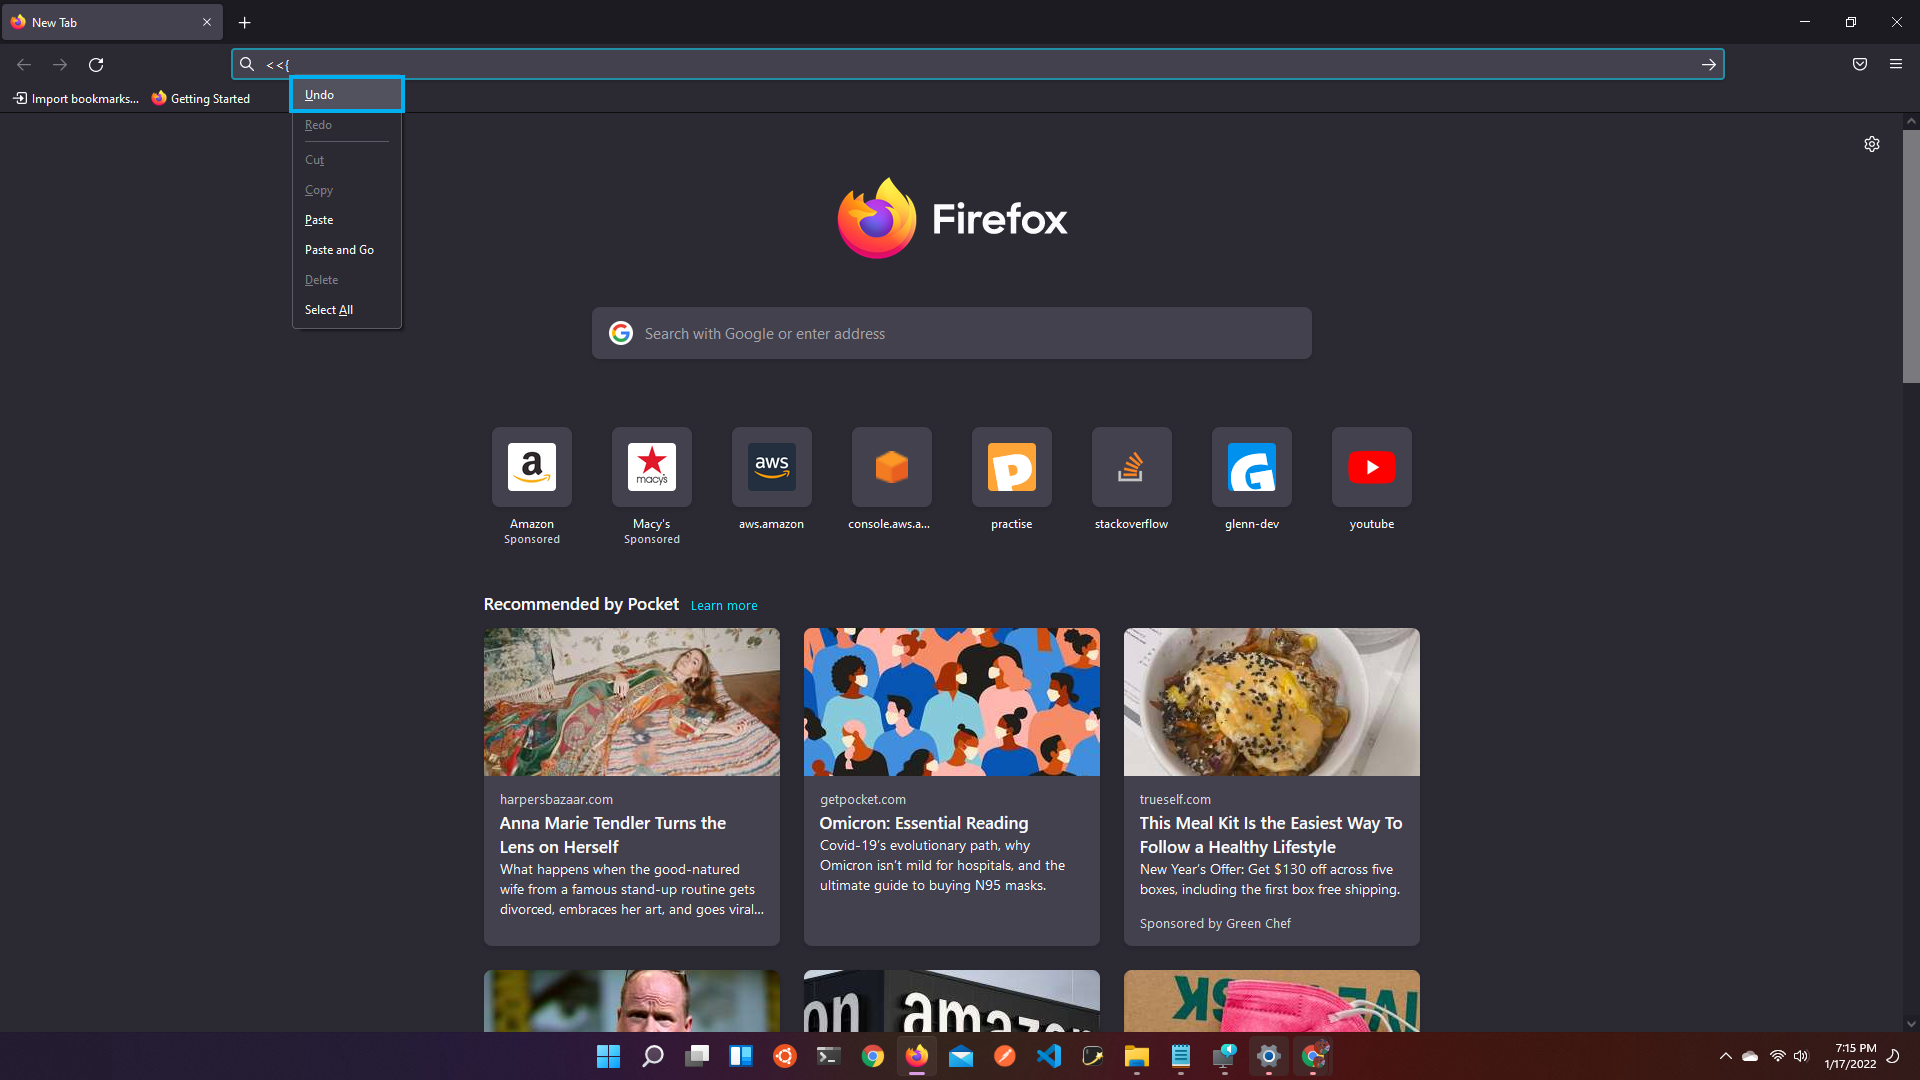 New Tab
<<{
Import bookmarks...
Getting Started
Undo
Redo
Cut
Copy
Paste
Paste and Go
Delete
Select All
Firefox
Search with Google or enter address
a
macy's
aws
Amazon
Sponsored
Macy's
Sponsored
aws.amazon
console.aws.a...
practise
stackoverflow
glenn-dev
youtube
Recommended by Pocket Learn more
harpersbazaar.com
Anna Marie Tendler Turns the
Lens on Herself
What happens when the good-natured
wife from a famous stand-up routine gets
divorced, embraces her art, and goes viral...
getpocket.com
Omicron: Essential Reading
Covid-19’s evolutionary path, why
Omicron isn’t mild for hospitals, and the
ultimate guide to buying N95 masks.
trueself.com
This Meal Kit Is the Easiest Way To
Follow a Healthy Lifestyle
New Year’s Offer: Get $130 off across five
boxes, including the first box free shipping.
Sponsored by Green Chef
on
amazon
7:15 PM
1/17/2022